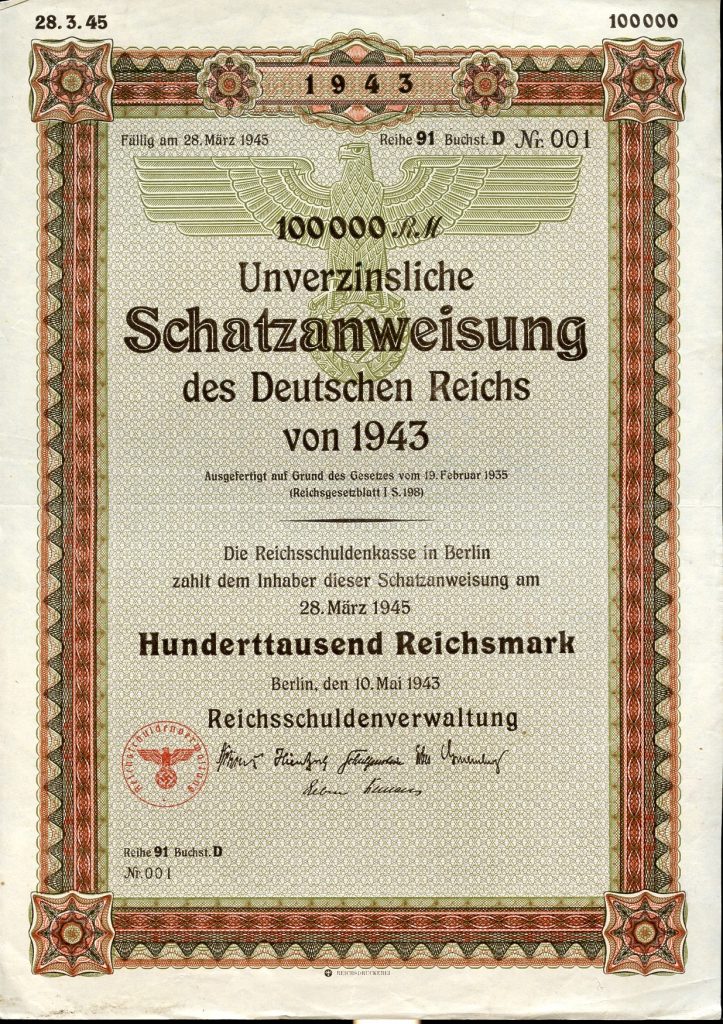 28.3.45
100000
1943
Fällig am 28. März 1945
Reihe 91 Buchst. D Nr. 001
100000 RM
Unverzinsliche
Schatzanweisung
des Deutschen Reichs
von 1943
Ausgefertigt auf Grund des Gesetzes vom 19. Februar 1935
(Reichsgesetzblatt I S. 198)
Die Reichsschuldenkasse in Berlin
zahlt dem Inhaber dieser Schatzanweisung am
28. März 1945
Hunderttausend Reichsmark
Berlin, den 10. Mai 1943
Reichsschuldenverwaltung
Reichsschuldenverwaltung
Reihe 91 Buchst. D
Nr. 001
REICHSDRUCKEREI